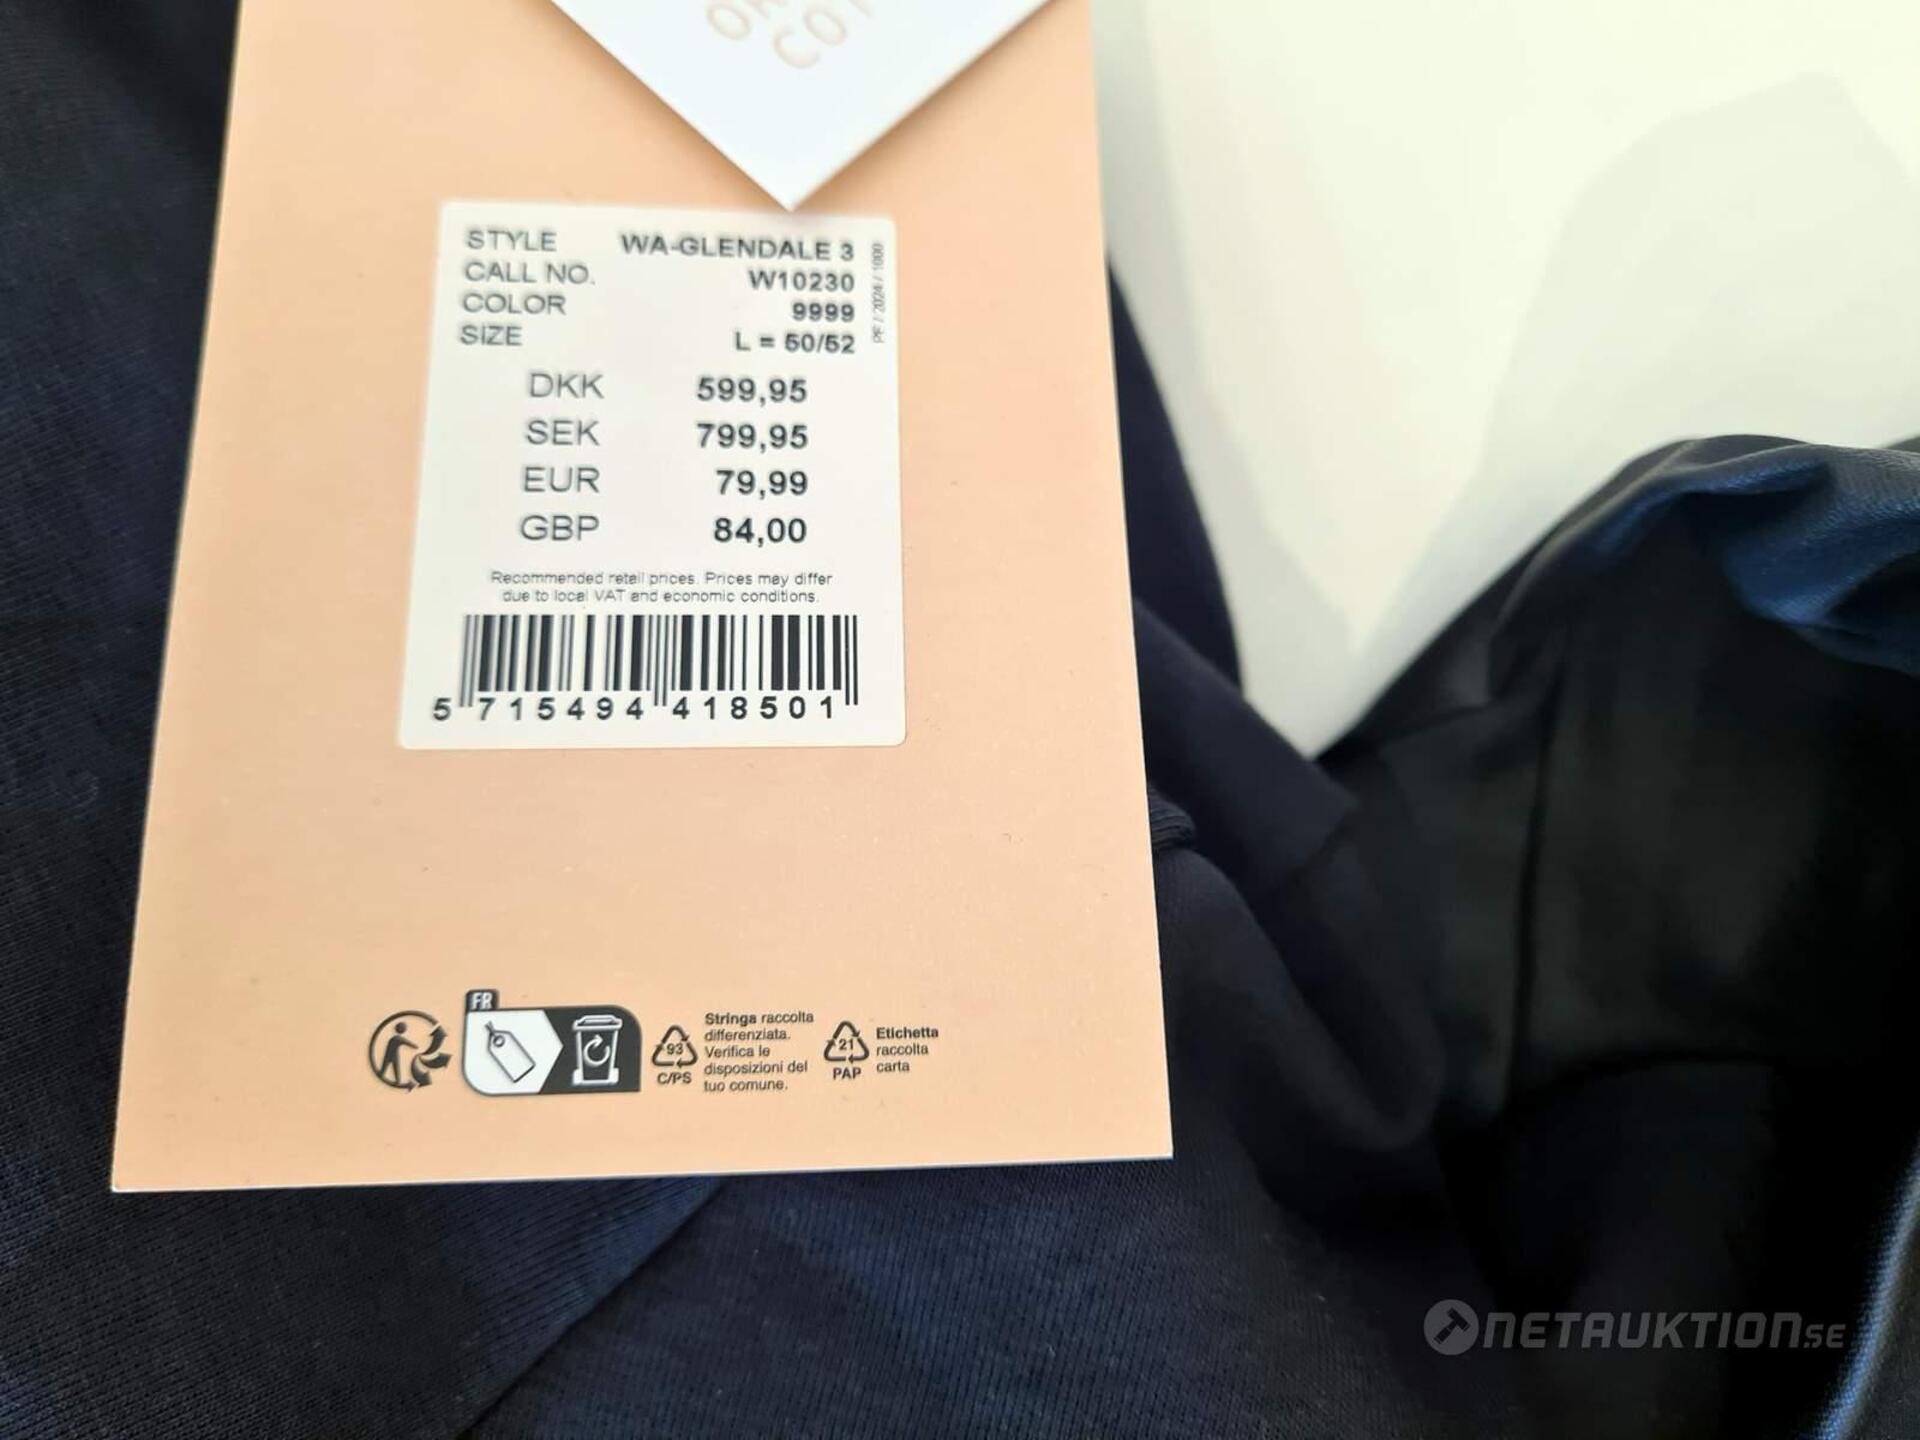 STYLE WA-GLENDALE 3
CALL NO. W10230
COLOR 9999
SIZE L = 50/52
PF / 2024 / 1000
DKK 599,95
SEK 799,95
EUR 79,99
GBP 84,00
Recommended retail prices. Prices may differ
due to local VAT and economic conditions.
5 715494 418501
FR
93
C/PS
Stringa raccolta
differenziata.
Verifica le
disposizioni del
tuo comune.
21
PAP
Etichetta
raccolta
carta
NETAUKTION.SE